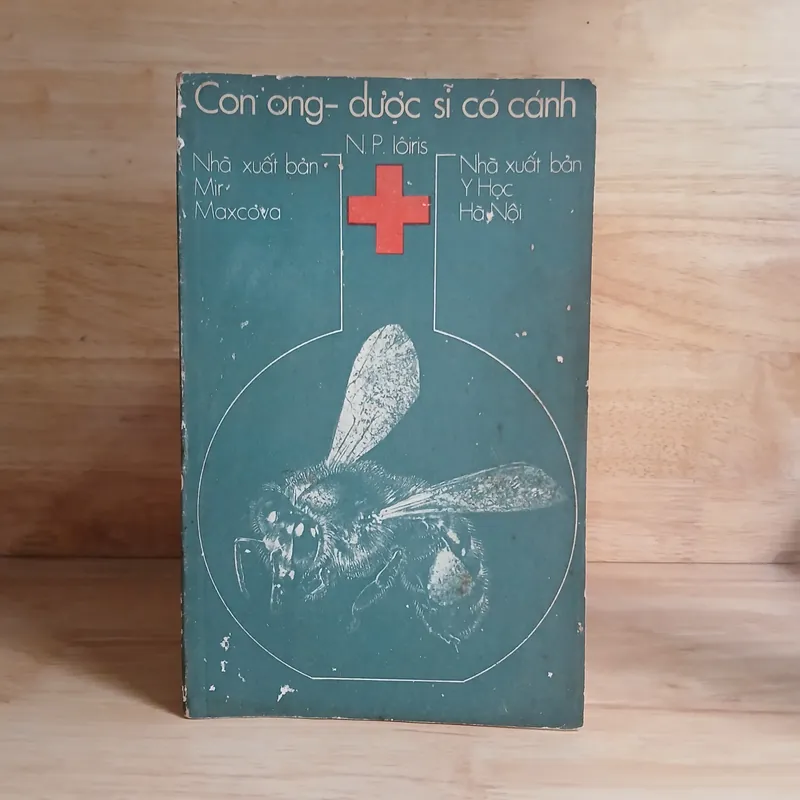 Con ong - dược sĩ có cánh
N. P. Iôiris
Nhà xuất bản
Mir
Maxcơva
Nhà xuất bản
Y Học
Hà Nội